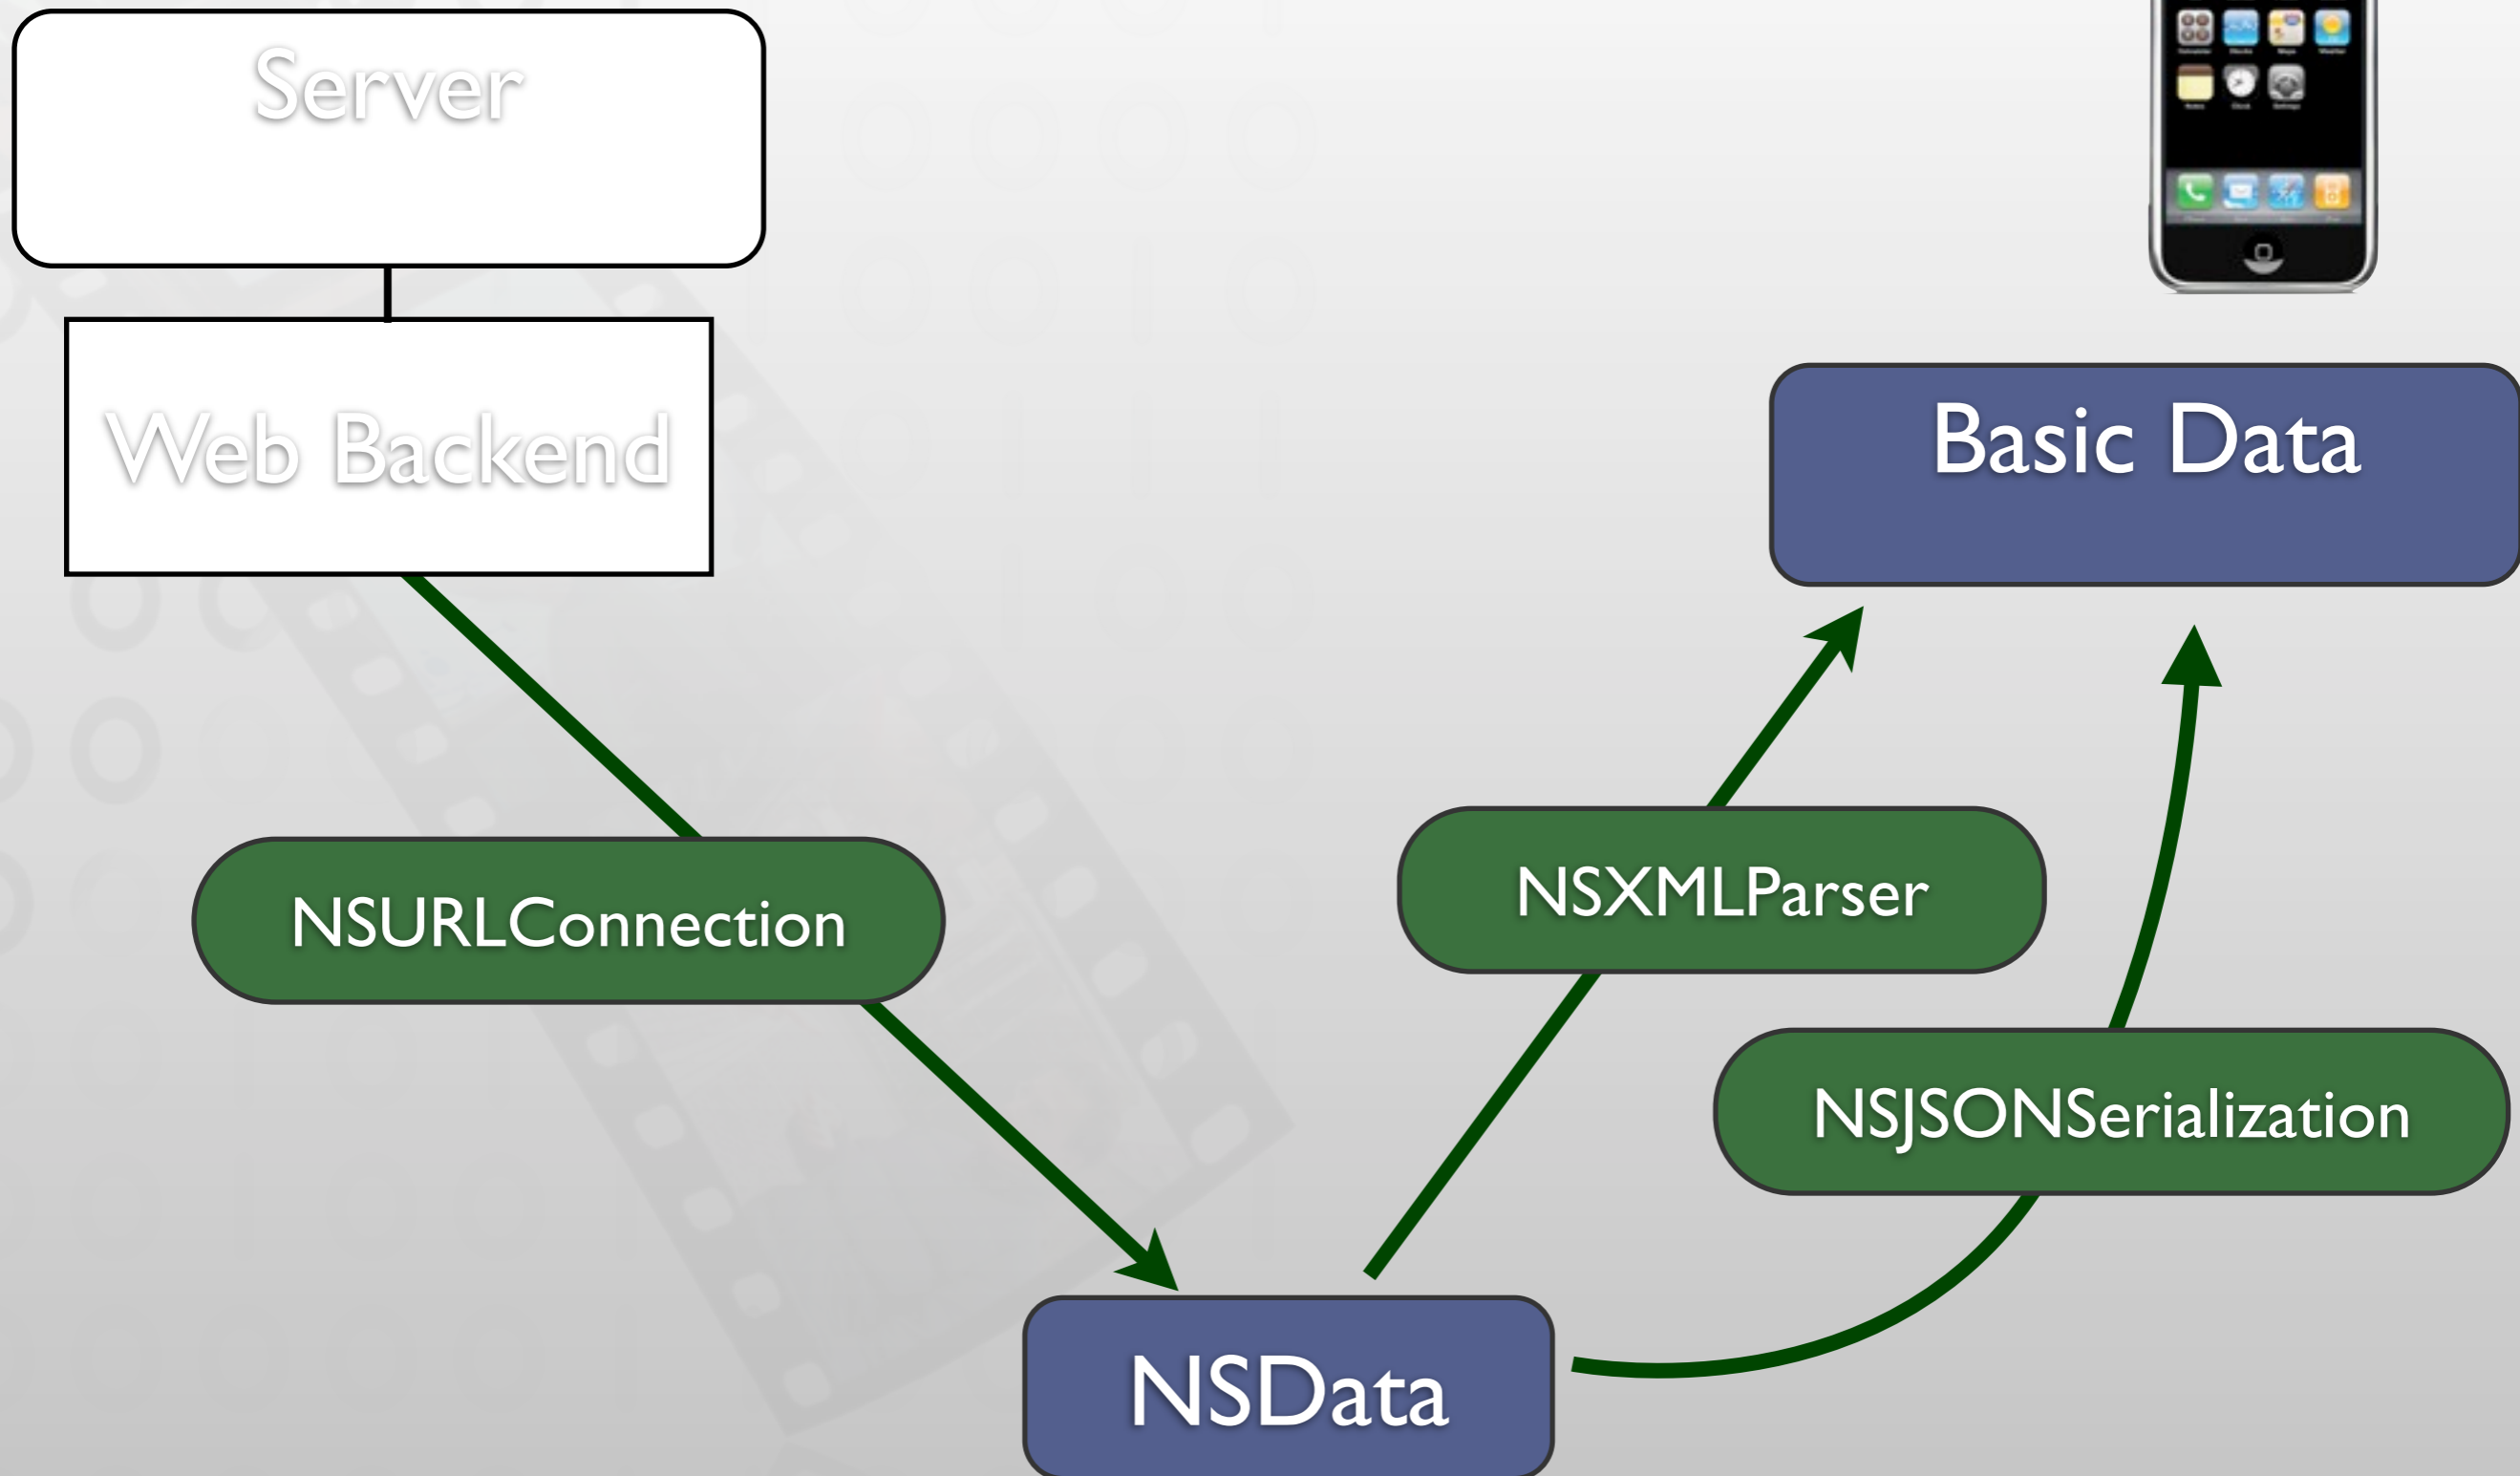 Server
Web Backend
Basic Data
NSURLConnection
NSXMLParser
NSJSONSerialization
NSData